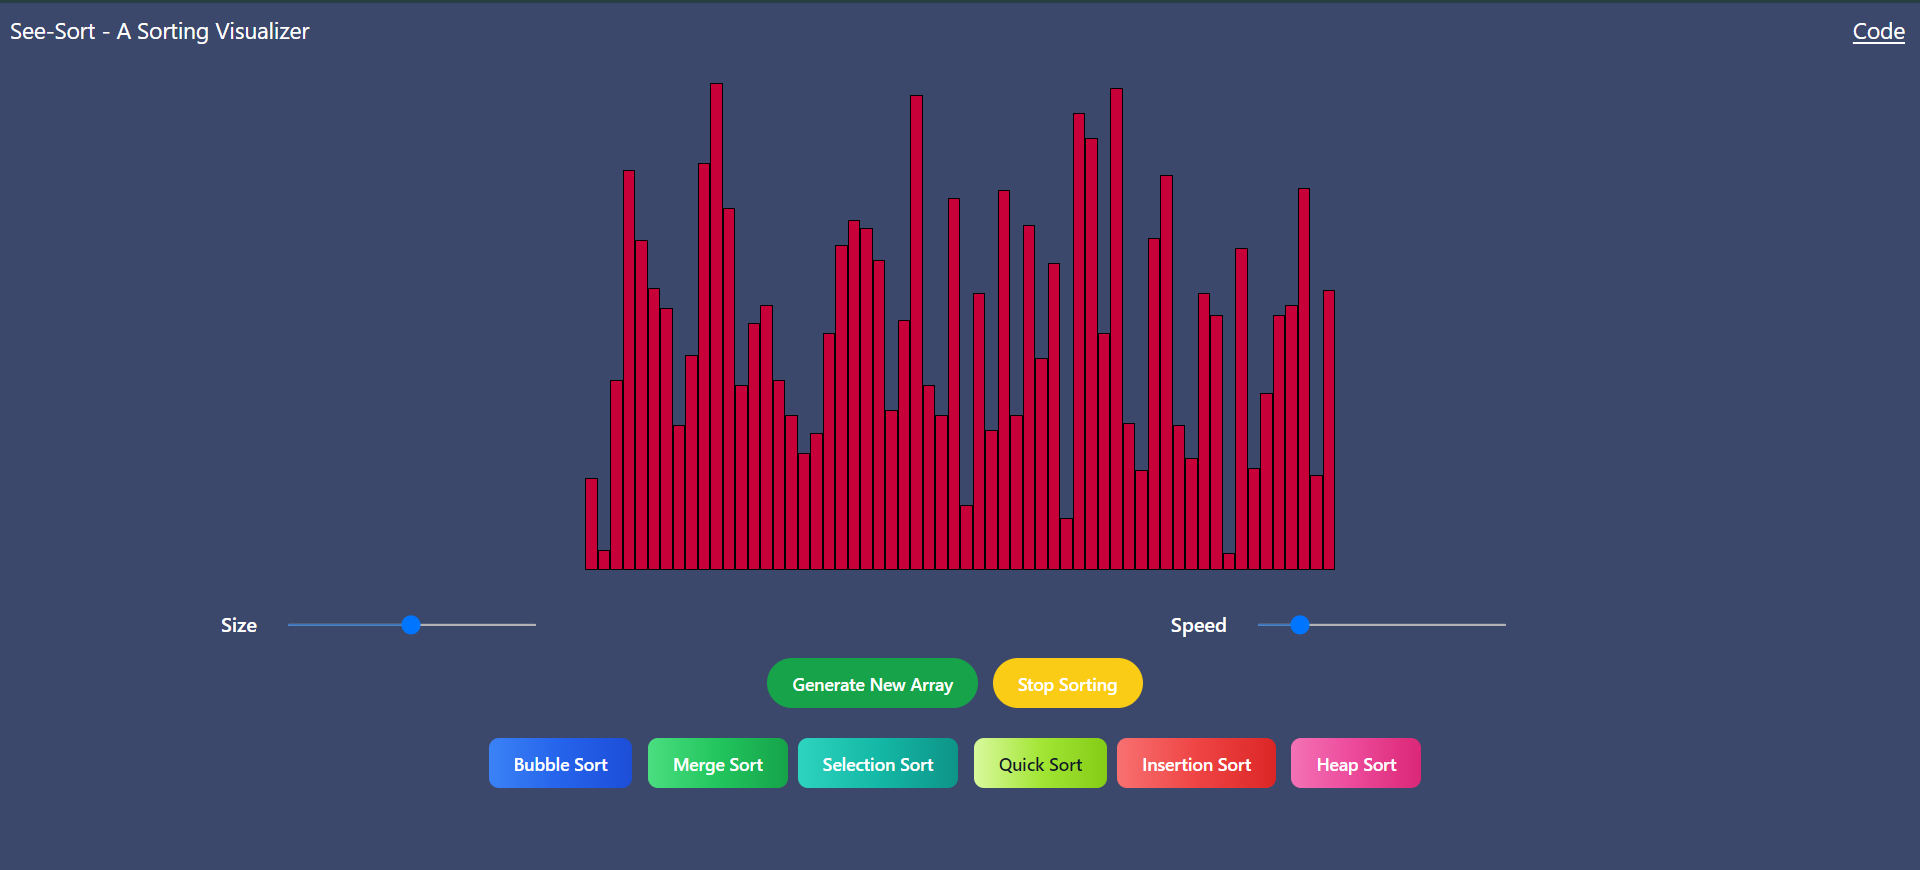 See-Sort - A Sorting Visualizer
Code
Size
Speed
Generate New Array
Stop Sorting
Bubble Sort
Merge Sort
Selection Sort
Quick Sort
Insertion Sort
Heap Sort